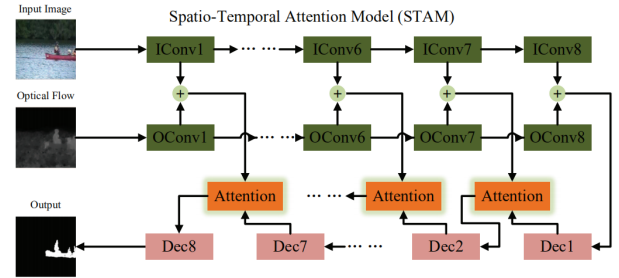 Input Image
Spatio-Temporal Attention Model (STAM)
IConv1 ... ... IConv6 IConv7 IConv8
+ + + +
Optical Flow
OConv1 ... ... OConv6 OConv7 OConv8
Output
Attention ... ... Attention Attention
Dec8 Dec7 ... ... Dec2 Dec1